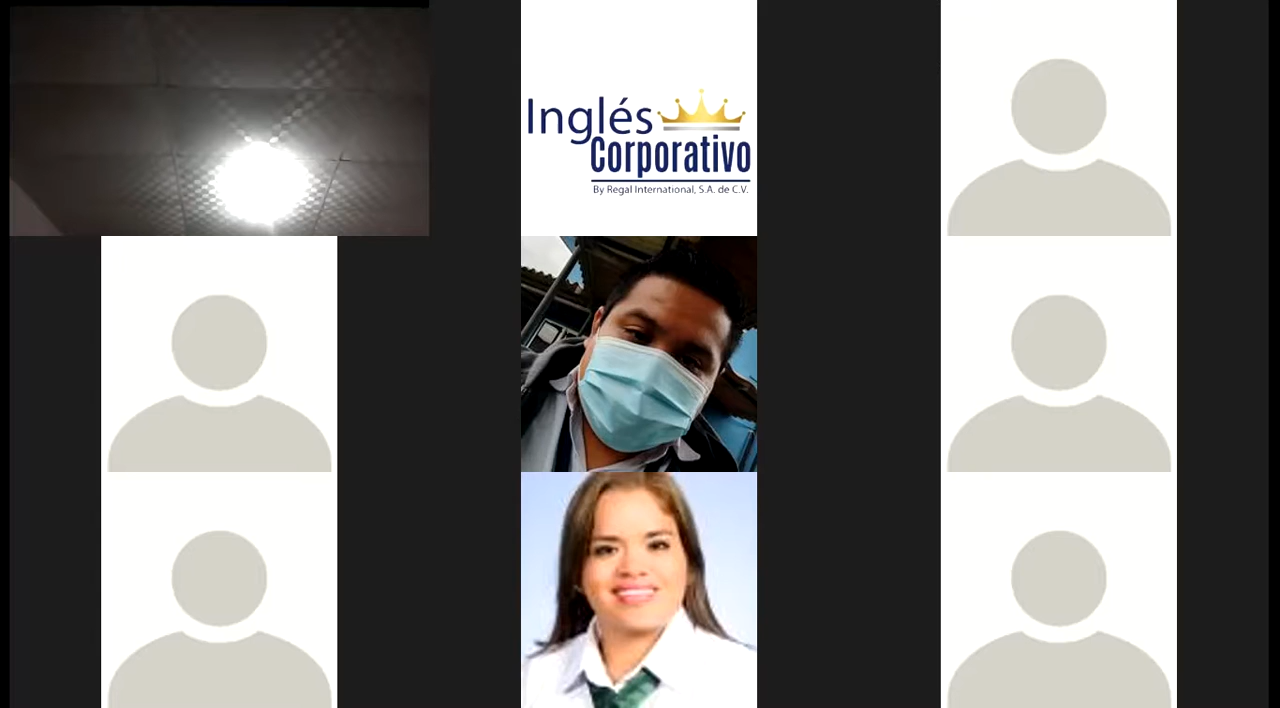 Inglés
Corporativo
By Regal International, S.A. de C.V.